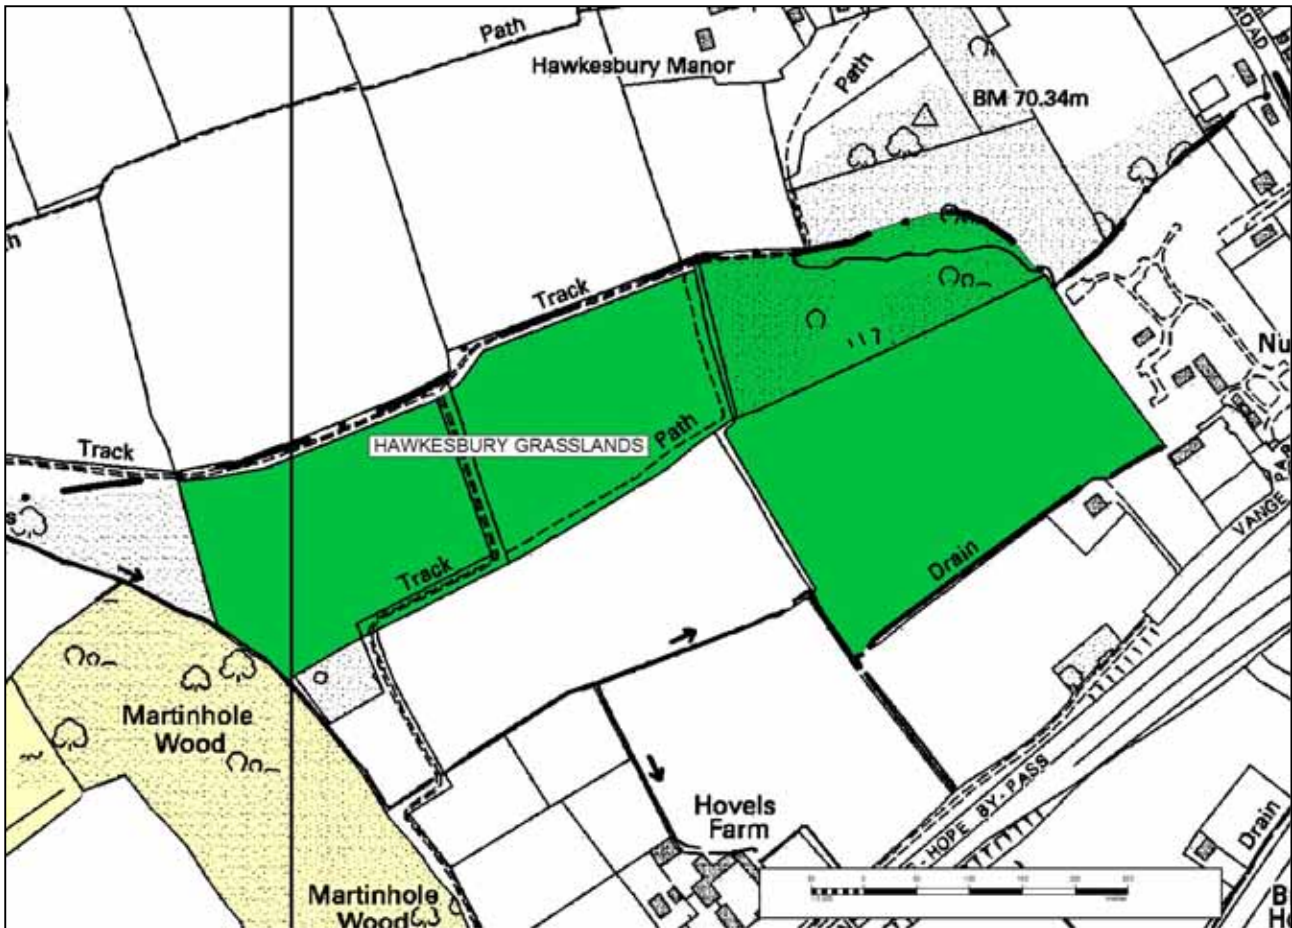 Path
Hawkesbury Manor
Path
ROAD
BM 70.34m
Track
Track
HAWKESBURY GRASSLANDS
Path
Track
Drain
Nu
VANGE PA
Martinhole
Wood
Hovels
Farm
-HOPE BY-PASS
Drain
Martinhole
Wood
B
Ho